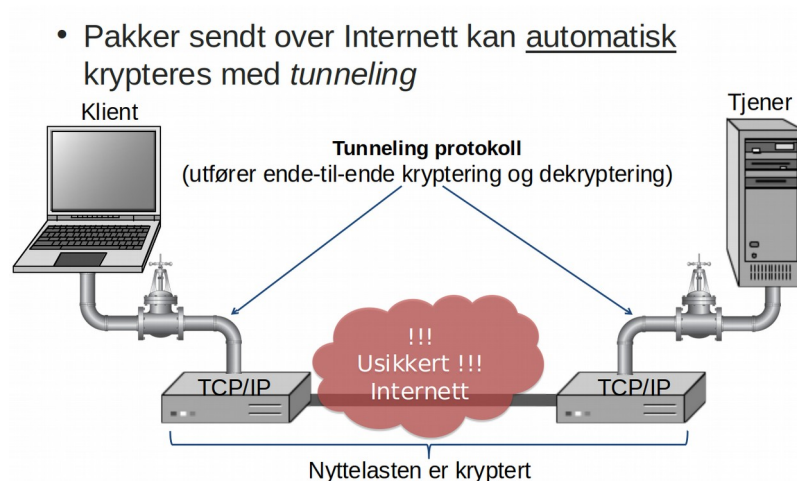 • Pakker sendt over Internett kan automatisk
krypteres med tunneling
Klient
Tjener
Tunneling protokoll
(utfører ende-til-ende kryptering og dekryptering)
!!!
Usikkert !!!
Internett
TCP/IP
TCP/IP
Nyttelasten er kryptert